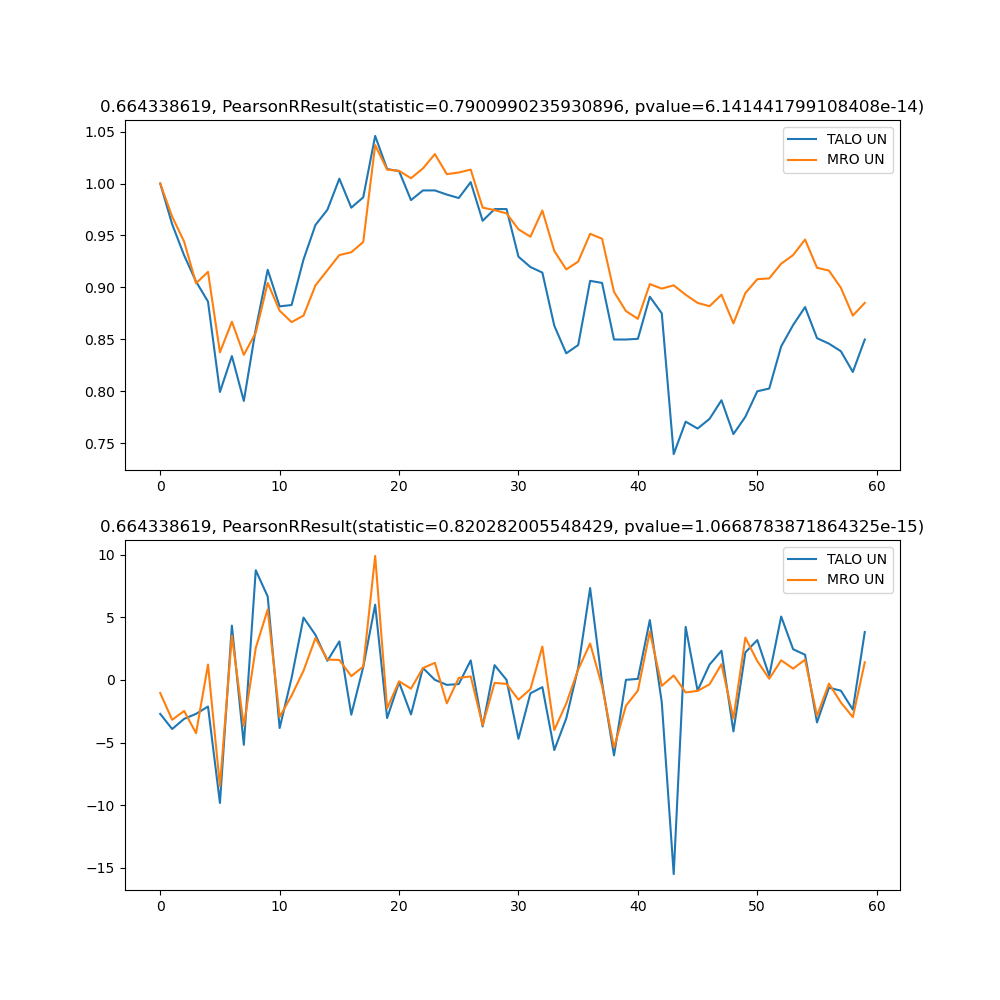 0.664338619, PearsonRResult(statistic=0.7900990235930896, pvalue=6.141441799108408e-14)
TALO UN
MRO UN
1.05
1.00
0.95
0.90
0.85
0.80
0.75
0 10 20 30 40 50 60
0.664338619, PearsonRResult(statistic=0.820282005548429, pvalue=1.0668783871864325e-15)
TALO UN
MRO UN
10
5
0
−5
−10
−15
0 10 20 30 40 50 60